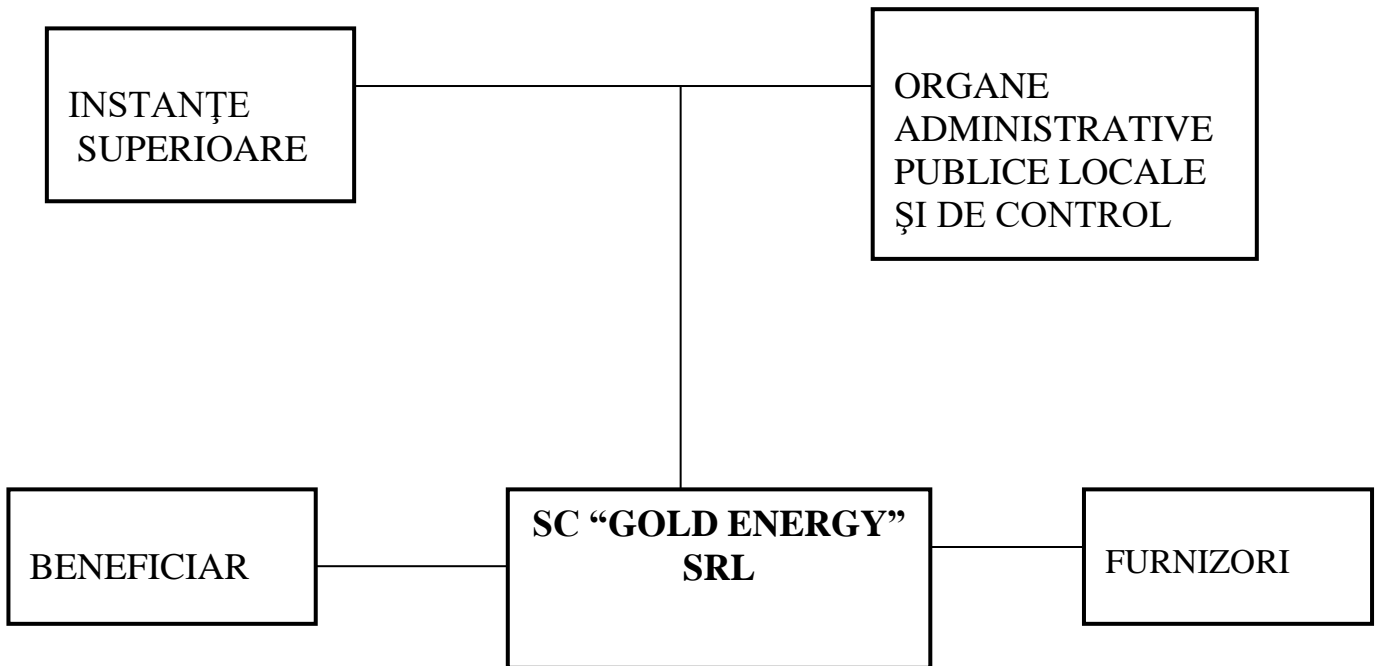 INSTANŢE
SUPERIOARE
ORGANE
ADMINISTRATIVE
PUBLICE LOCALE
ŞI DE CONTROL
BENEFICIAR
SC “GOLD ENERGY”
SRL
FURNIZORI